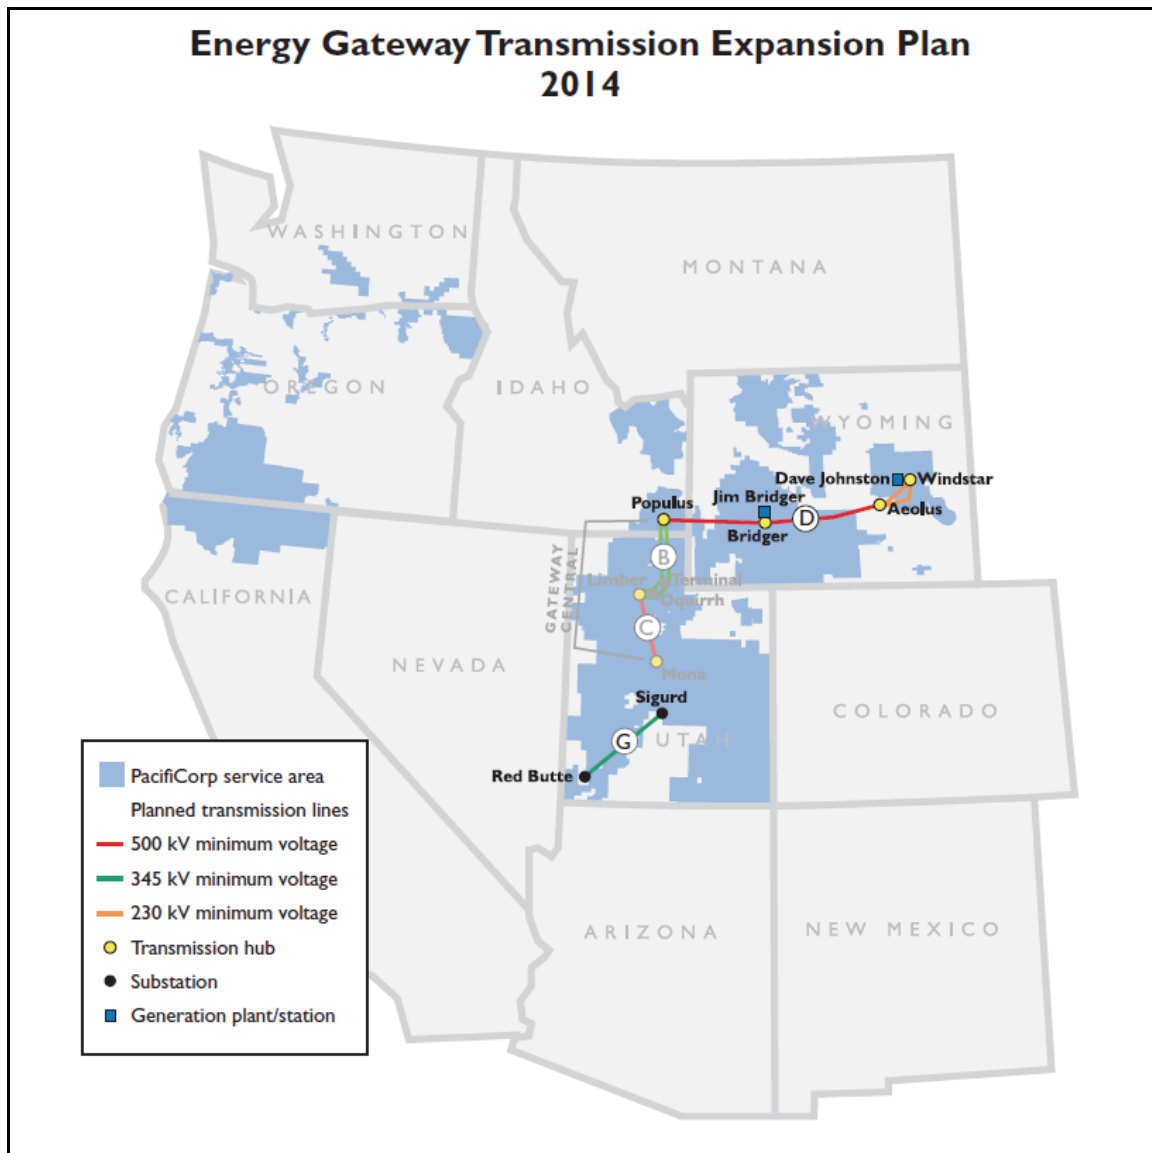 Energy Gateway Transmission Expansion Plan
2014
WASHINGTON
MONTANA
OREGON
IDAHO
WYOMING
Dave Johnston
Windstar
Jim Bridger
Populus
Aeolus
D
Bridger
B
GATEWAY
CENTRAL
Limber
Terminal
Oquirrh
CALIFORNIA
C
NEVADA
Mona
Sigurd
COLORADO
G
UTAH
Red Butte
PacifiCorp service area
Planned transmission lines
500 kV minimum voltage
345 kV minimum voltage
230 kV minimum voltage
Transmission hub
Substation
Generation plant/station
ARIZONA
NEW MEXICO